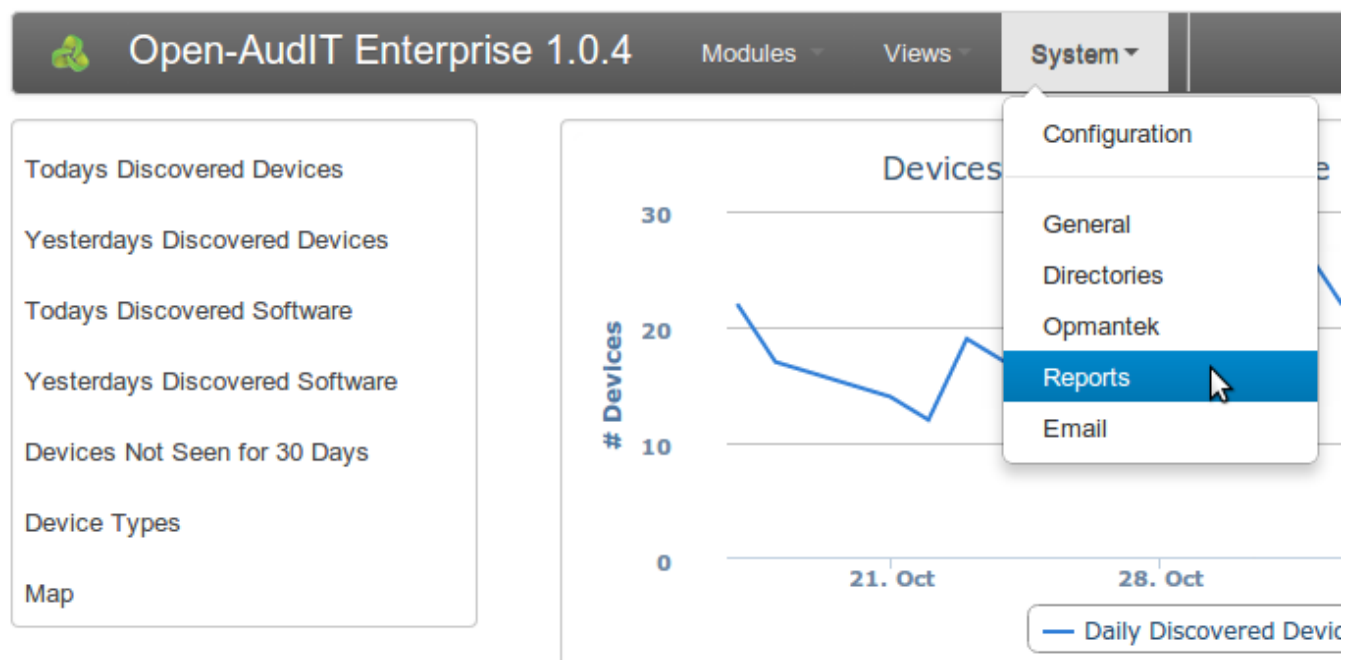 Open-AudIT Enterprise 1.0.4
Modules
Views
System
Configuration
General
Directories
Opmantek
Reports
Email
Todays Discovered Devices
Yesterdays Discovered Devices
Todays Discovered Software
Yesterdays Discovered Software
Devices Not Seen for 30 Days
Device Types
Map
Devices
# Devices
30
20
10
0
21. Oct
28. Oct
Daily Discovered